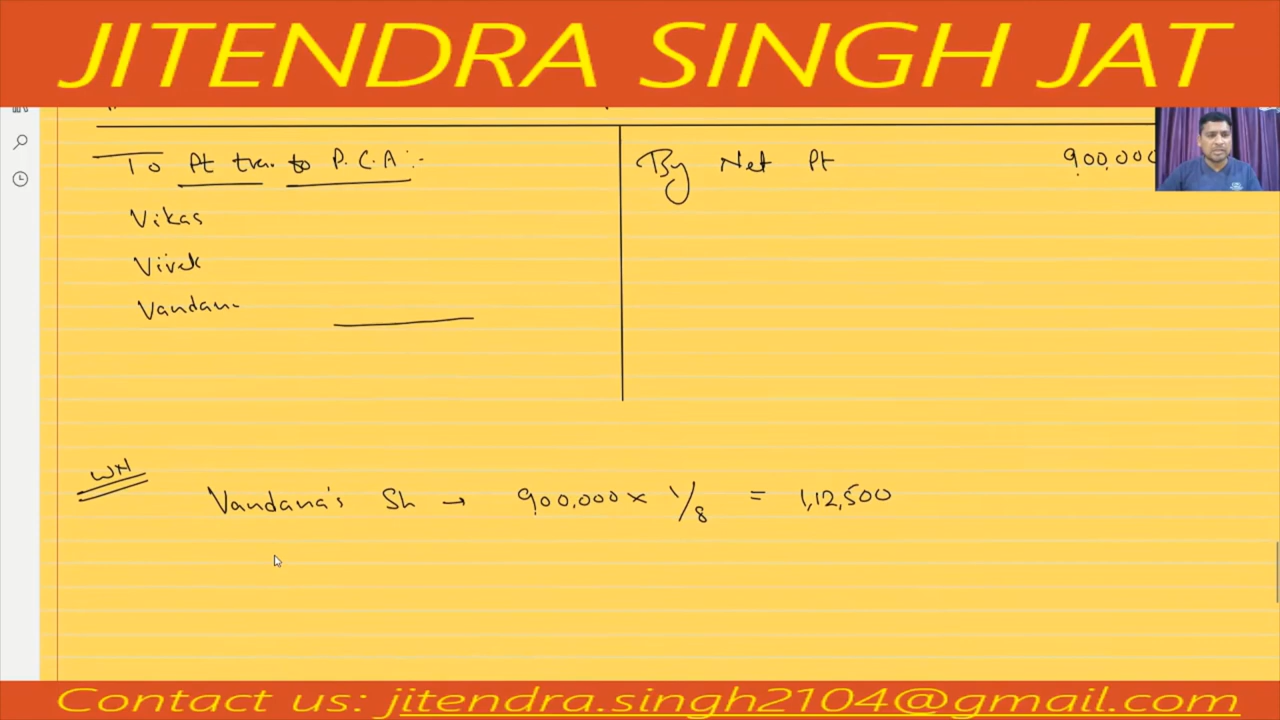 JITENDRA SINGH JAT
To Pt tra. to P.C.A :-
By Net Pt 900,000
Vikas
Vivek
Vandana
WN
Vandana's Sh → 900,000 x 1/8 = 1,12,500
Contact us: jitendra.singh2104@gmail.com